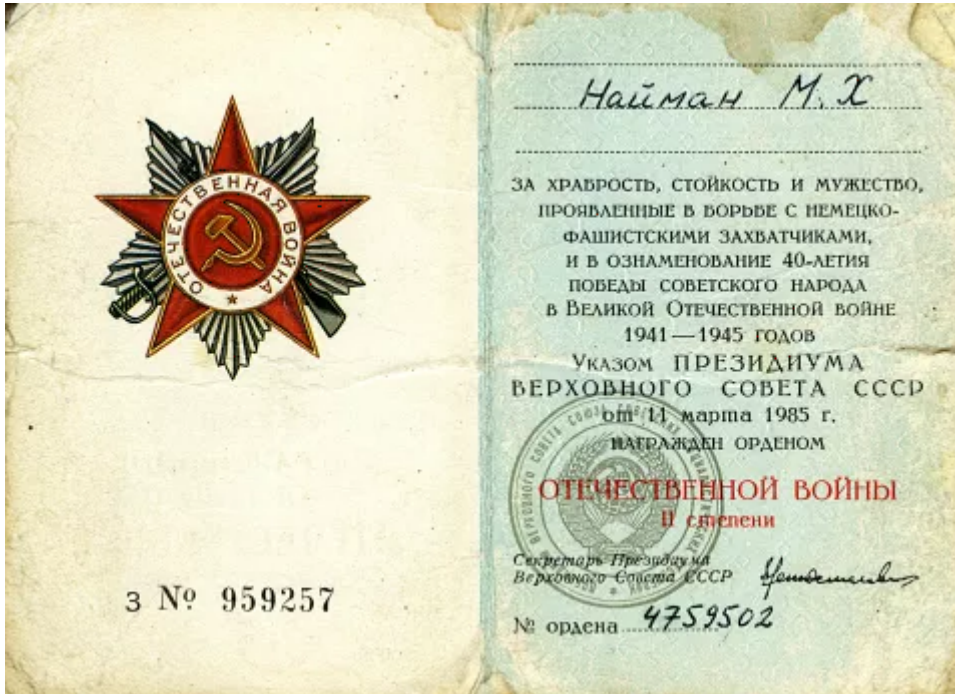 ОТЕЧЕСТВЕННАЯ ВОЙНА
З № 959257
Найман М. Х
ЗА ХРАБРОСТЬ, СТОЙКОСТЬ И МУЖЕСТВО,
ПРОЯВЛЕННЫЕ В БОРЬБЕ С НЕМЕЦКО-
ФАШИСТСКИМИ ЗАХВАТЧИКАМИ,
И В ОЗНАМЕНОВАНИЕ 40-ЛЕТИЯ
ПОБЕДЫ СОВЕТСКОГО НАРОДА
В ВЕЛИКОЙ ОТЕЧЕСТВЕННОЙ ВОЙНЕ
1941—1945 ГОДОВ
УКАЗОМ ПРЕЗИДИУМА
ВЕРХОВНОГО СОВЕТА СССР
от 11 марта 1985 г.
НАГРАЖДЕН ОРДЕНОМ
ОТЕЧЕСТВЕННОЙ ВОЙНЫ
II степени
Секретарь Президиума
Верховного Совета СССР
№ ордена 4759502